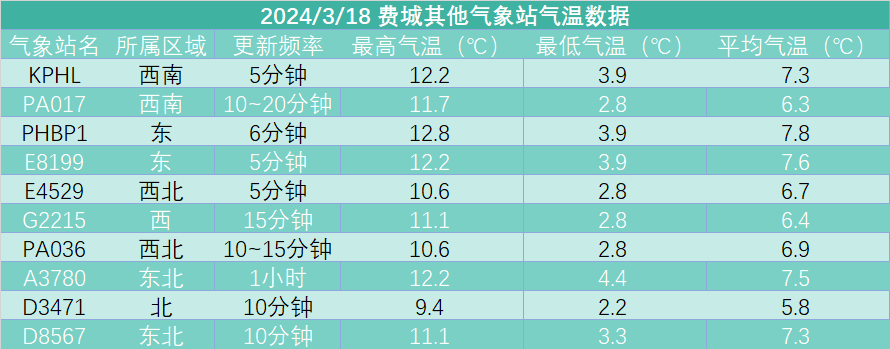 2024/3/18 费城其他气象站气温数据
气象站名 所属区域 更新频率 最高气温（℃） 最低气温（℃） 平均气温（℃）
KPHL 西南 5分钟 12.2 3.9 7.3
PA017 西南 10~20分钟 11.7 2.8 6.3
PHBP1 东 6分钟 12.8 3.9 7.8
E8199 东 5分钟 12.2 3.9 7.6
E4529 西北 5分钟 10.6 2.8 6.7
G2215 西 15分钟 11.1 2.8 6.4
PA036 西北 10~15分钟 10.6 2.8 6.9
A3780 东北 1小时 12.2 4.4 7.5
D3471 北 10分钟 9.4 2.2 5.8
D8567 东北 10分钟 11.1 3.3 7.3